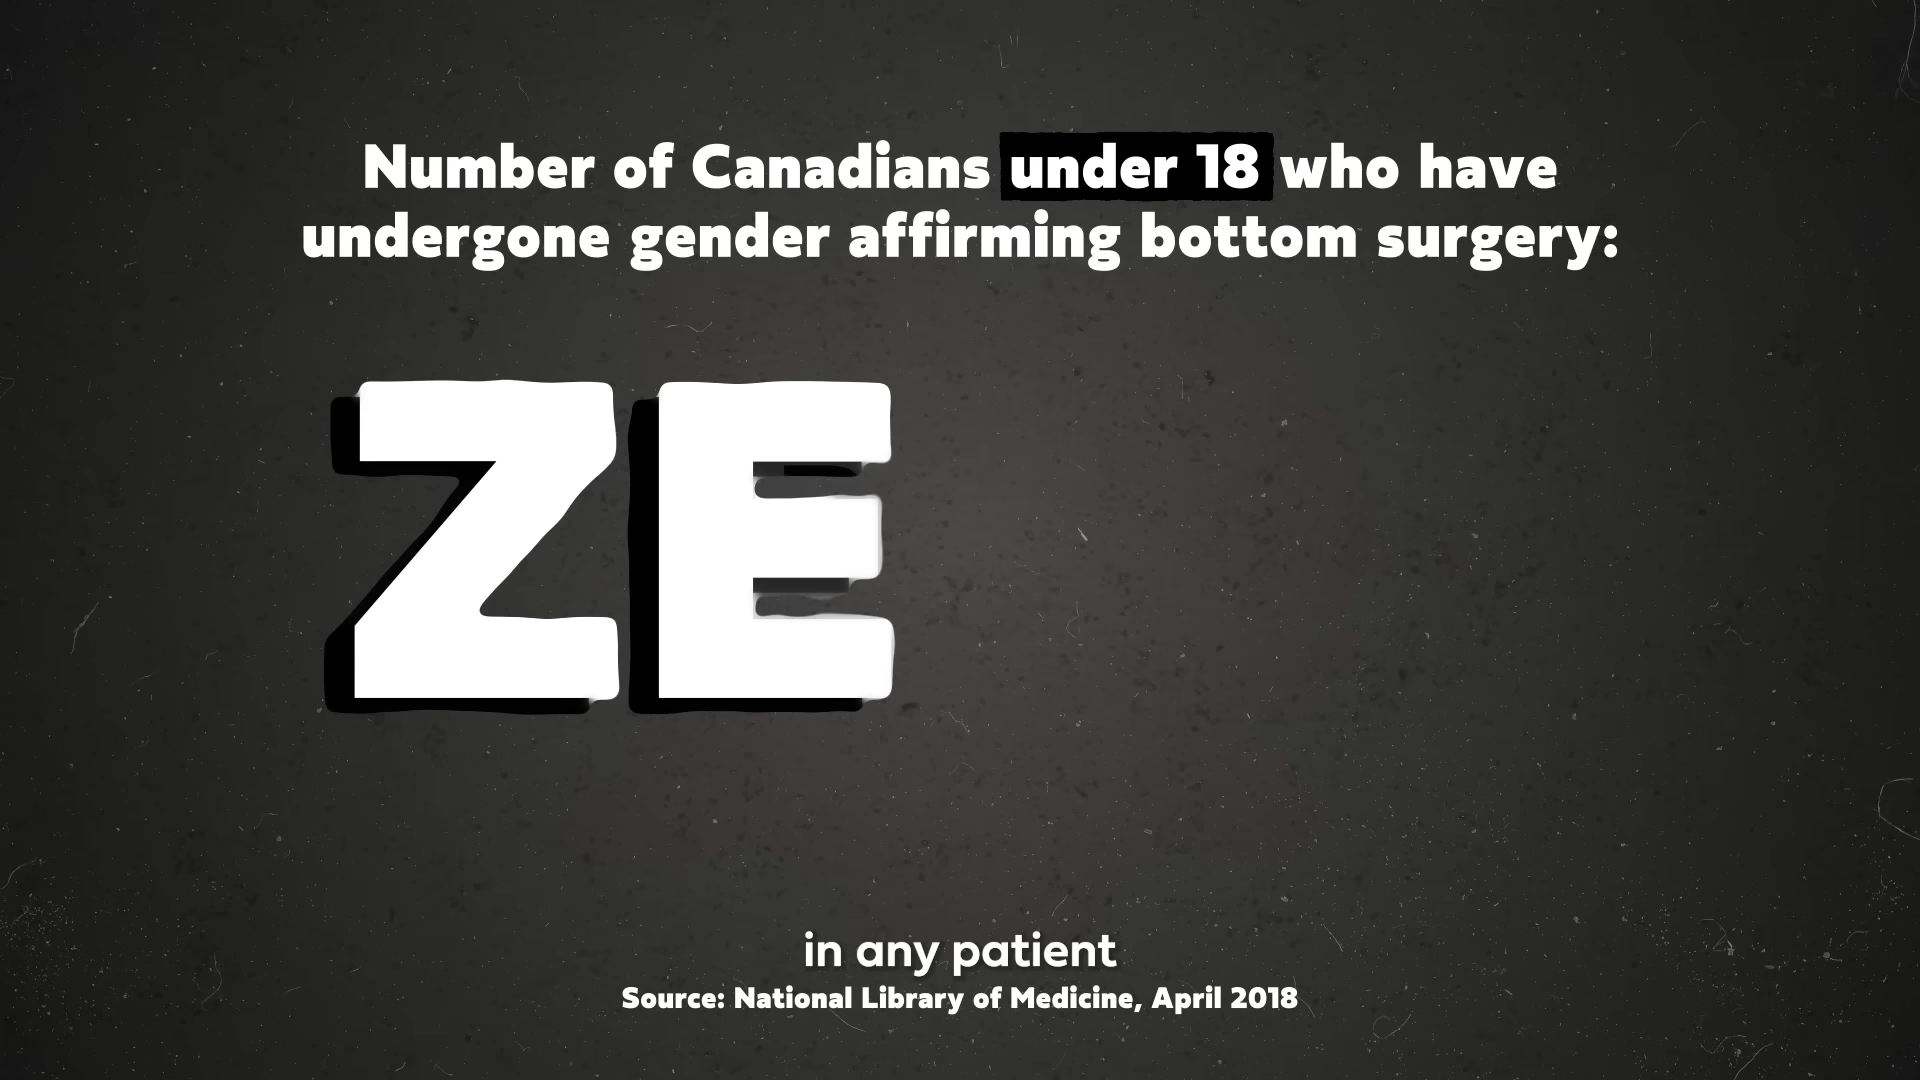 Number of Canadians under 18 who have
undergone gender affirming bottom surgery:
ZE
in any patient
Source: National Library of Medicine, April 2018